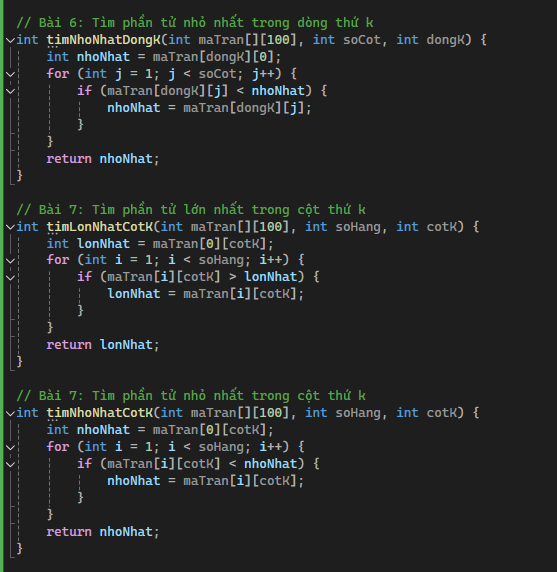 // Bài 6: Tìm phần tử nhỏ nhất trong dòng thứ k
int timNhoNhatDongK(int maTran[][100], int soCot, int dongK) {
    int nhoNhat = maTran[dongK][0];
    for (int j = 1; j < soCot; j++) {
        if (maTran[dongK][j] < nhoNhat) {
            nhoNhat = maTran[dongK][j];
        }
    }
    return nhoNhat;
}

// Bài 7: Tìm phần tử lớn nhất trong cột thứ k
int timLonNhatCotK(int maTran[][100], int soHang, int cotK) {
    int lonNhat = maTran[0][cotK];
    for (int i = 1; i < soHang; i++) {
        if (maTran[i][cotK] > lonNhat) {
            lonNhat = maTran[i][cotK];
        }
    }
    return lonNhat;
}

// Bài 7: Tìm phần tử nhỏ nhất trong cột thứ k
int timNhoNhatCotK(int maTran[][100], int soHang, int cotK) {
    int nhoNhat = maTran[0][cotK];
    for (int i = 1; i < soHang; i++) {
        if (maTran[i][cotK] < nhoNhat) {
            nhoNhat = maTran[i][cotK];
        }
    }
    return nhoNhat;
}